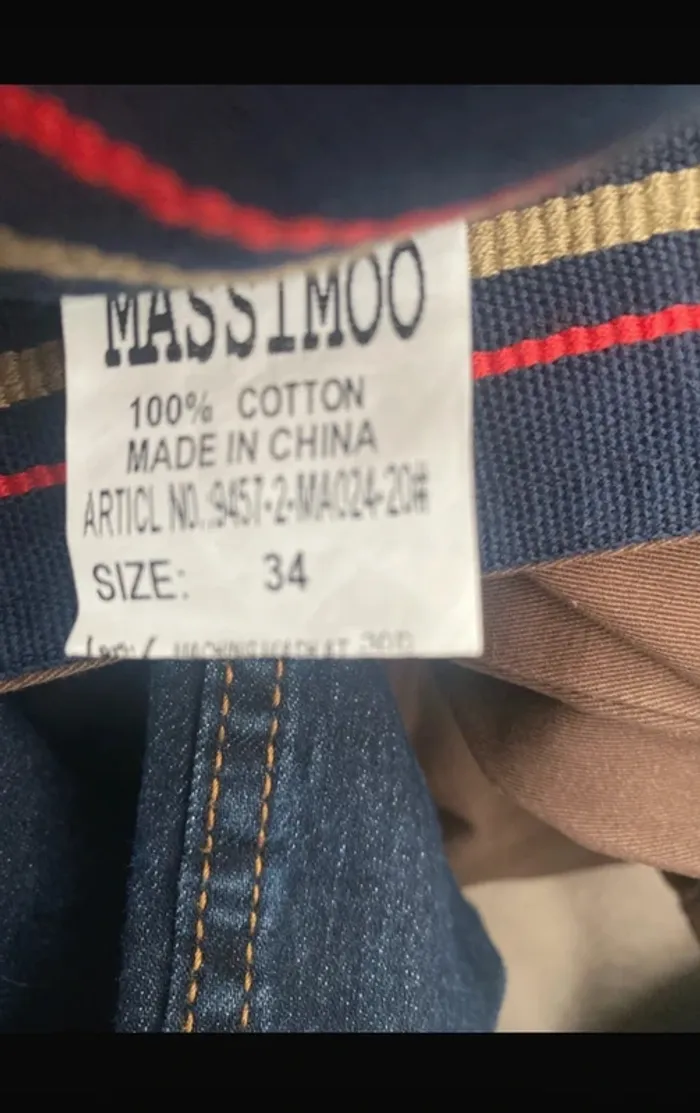 MASSIMOO
100% COTTON
MADE IN CHINA
ARTICL NO.:9457-2-MA024-20#
SIZE: 34